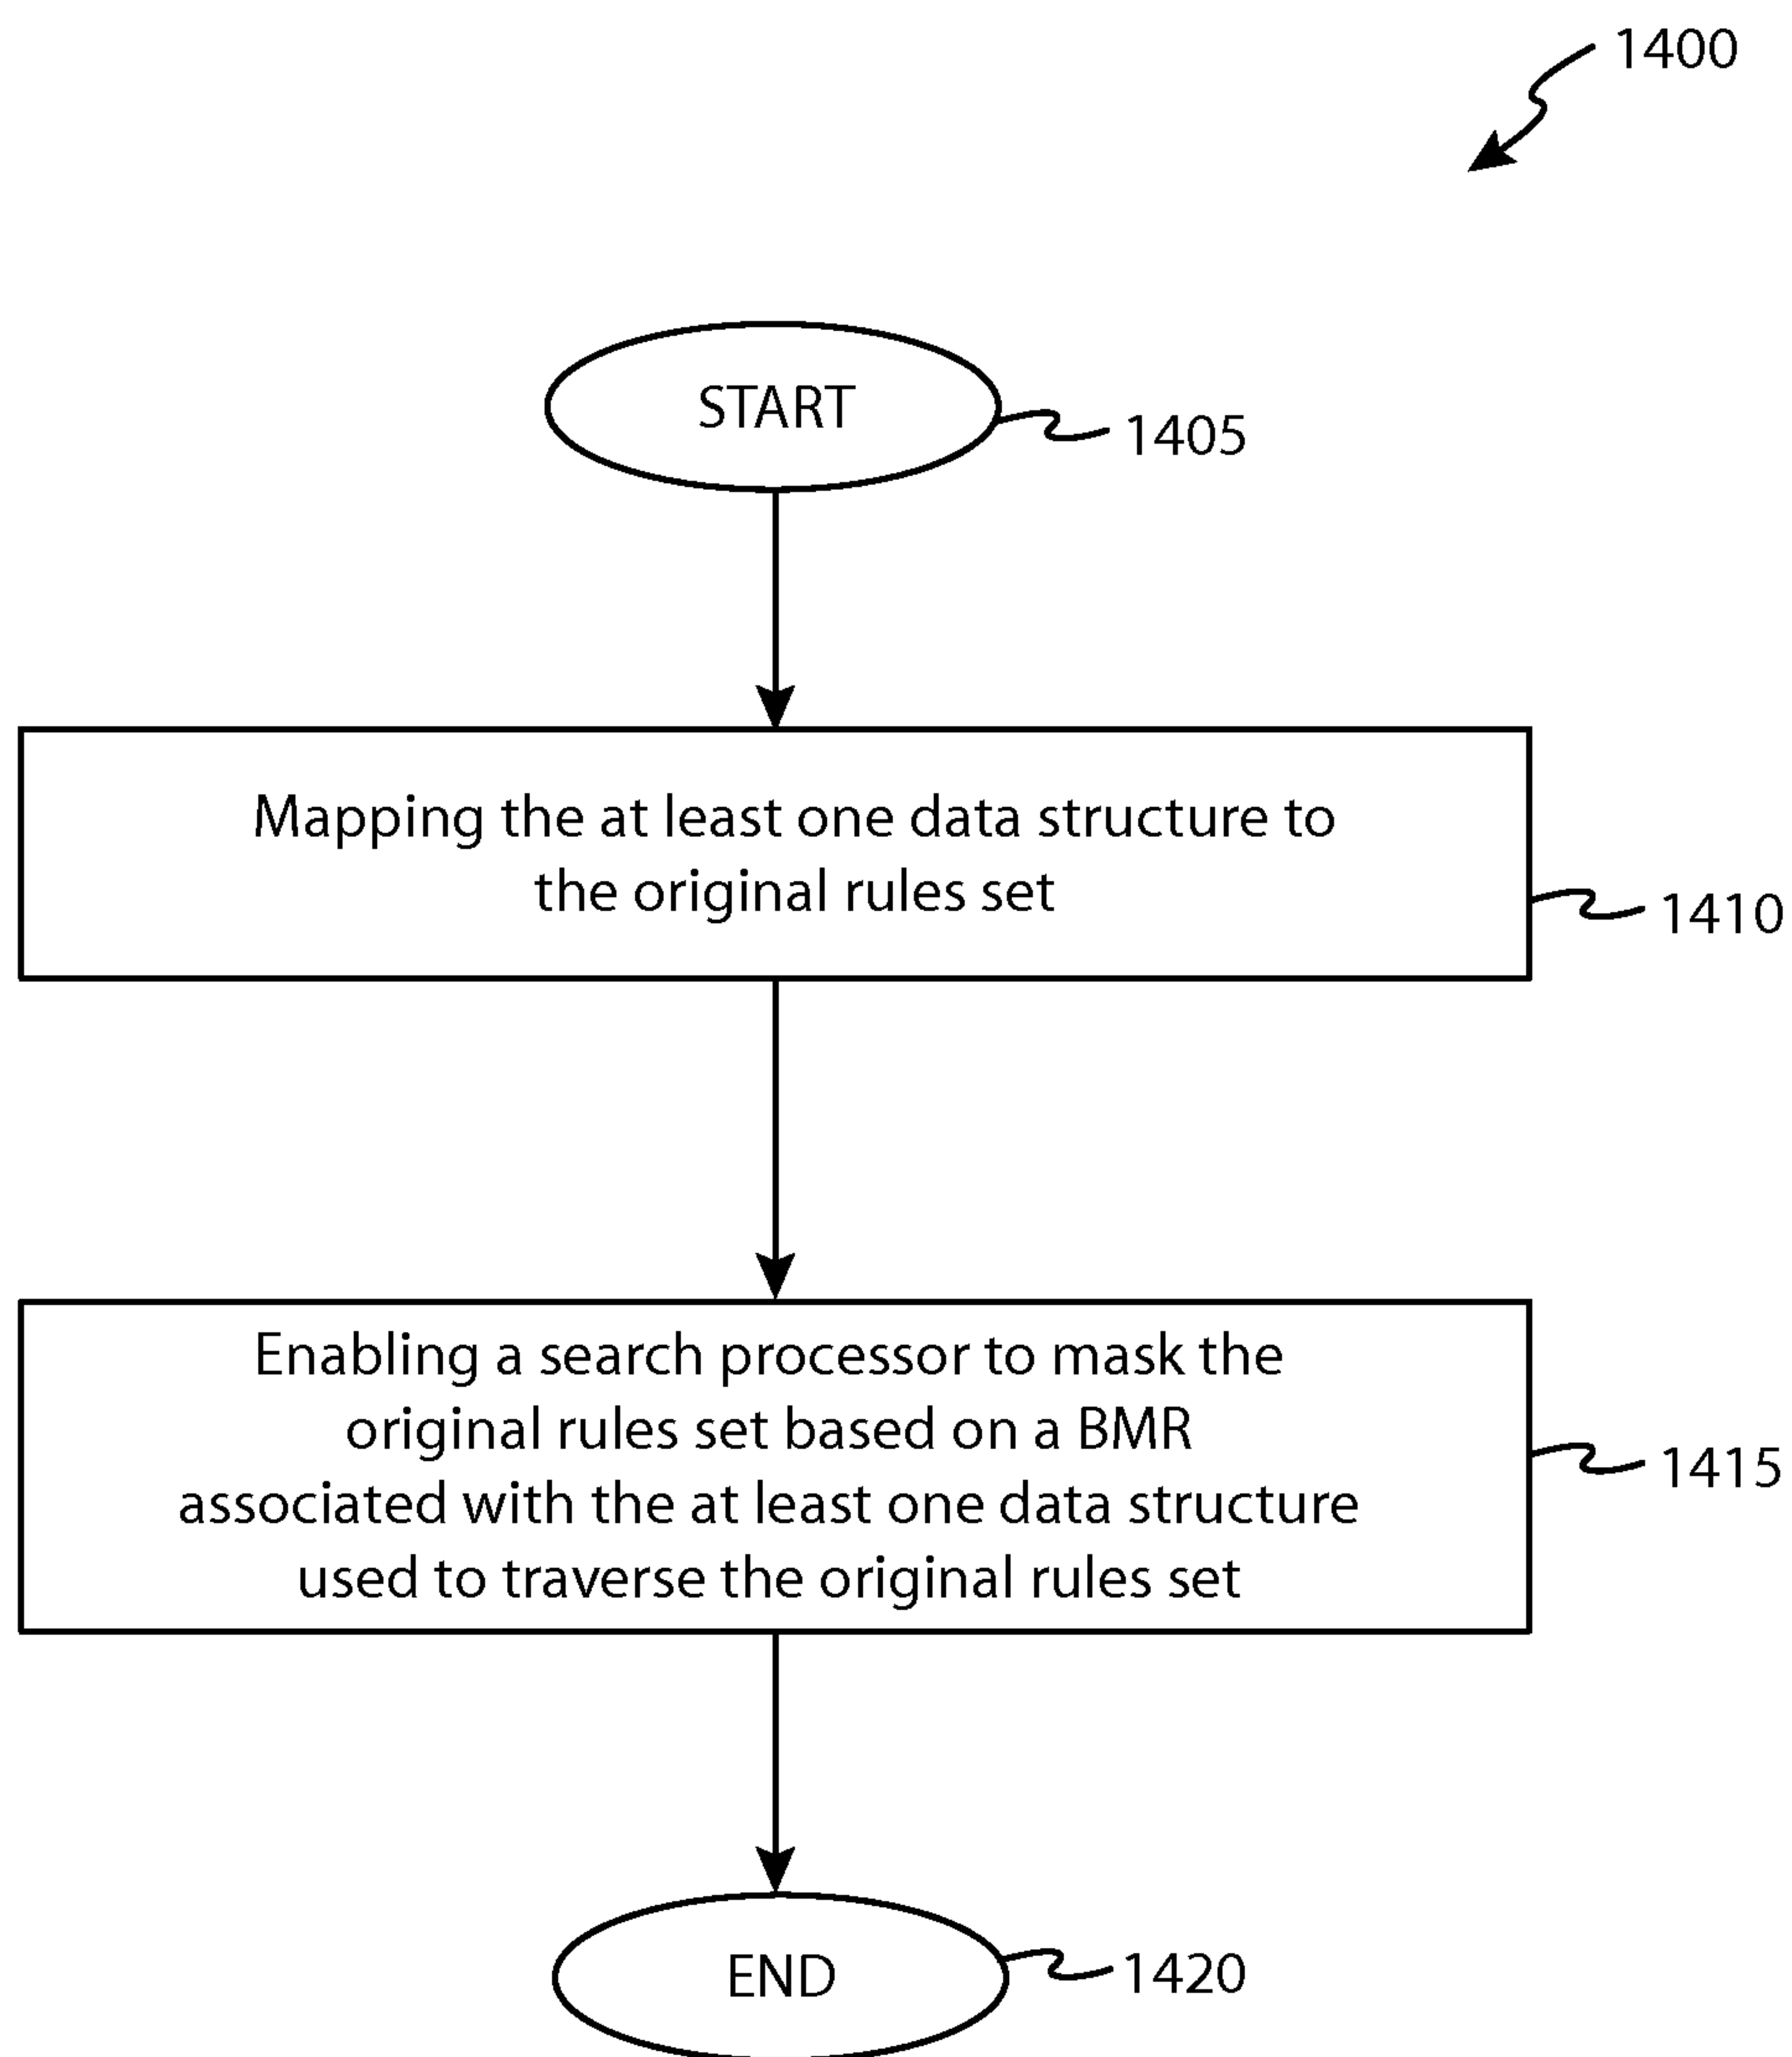 1400
START
1405
Mapping the at least one data structure to
the original rules set
1410
Enabling a search processor to mask the
original rules set based on a BMR
associated with the at least one data structure
used to traverse the original rules set
1415
END
1420